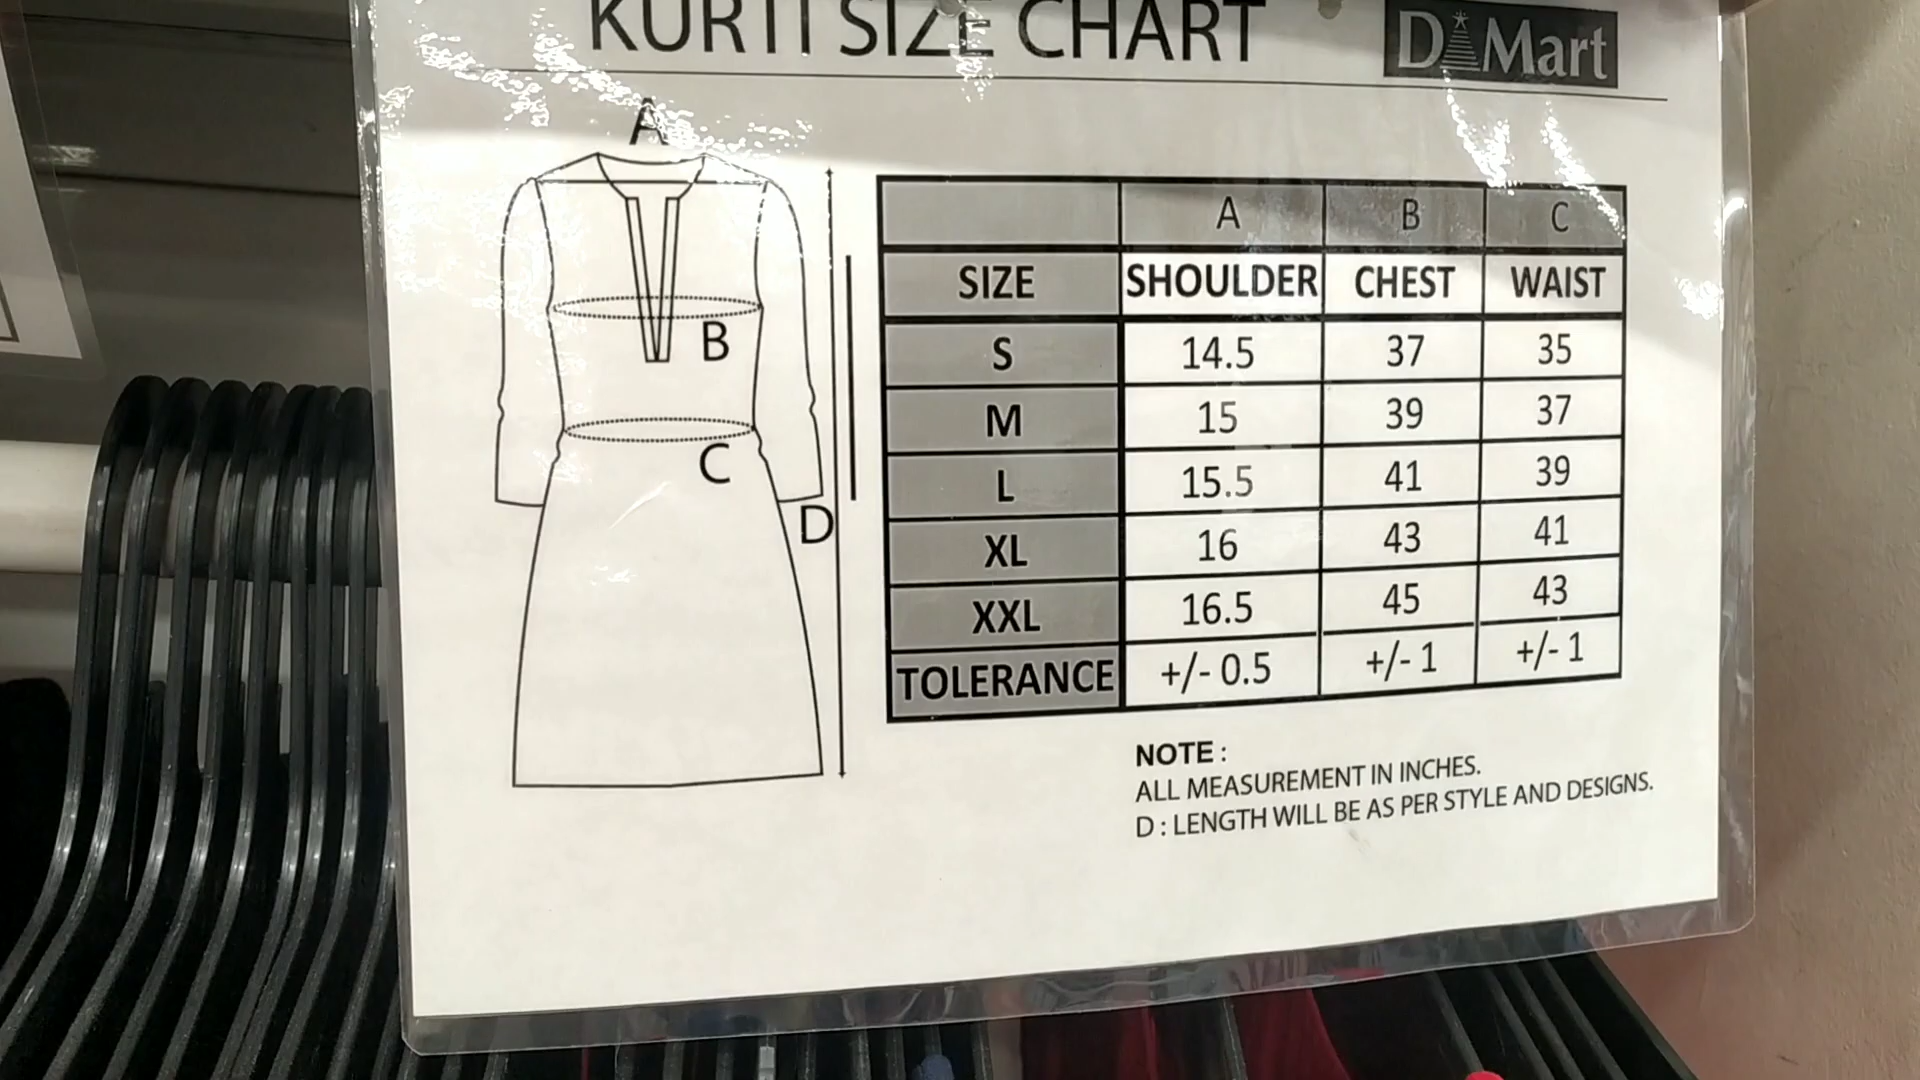 KURTI SIZE CHART
D Mart
A
B
C
D
A B C
SIZE SHOULDER CHEST WAIST
S 14.5 37 35
M 15 39 37
L 15.5 41 39
XL 16 43 41
XXL 16.5 45 43
TOLERANCE +/- 0.5 +/- 1 +/- 1
NOTE :
ALL MEASUREMENT IN INCHES.
D : LENGTH WILL BE AS PER STYLE AND DESIGNS.